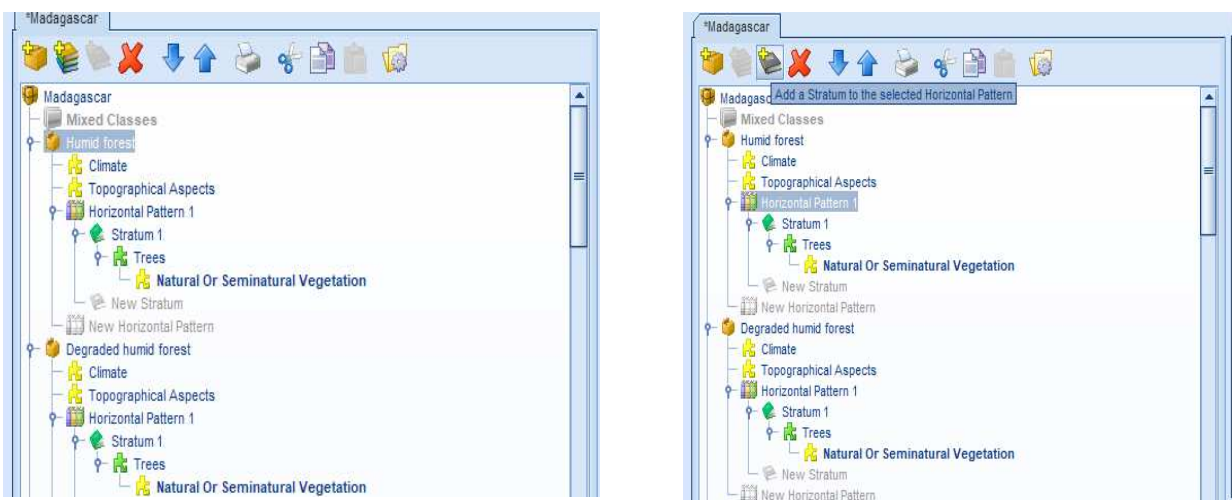 *Madagascar
Madagascar
Mixed Classes
Humid forest
Climate
Topographical Aspects
Horizontal Pattern 1
Stratum 1
Trees
Natural Or Seminatural Vegetation
New Stratum
New Horizontal Pattern
Degraded humid forest
Climate
Topographical Aspects
Horizontal Pattern 1
Stratum 1
Trees
Natural Or Seminatural Vegetation
*Madagascar
Add a Stratum to the selected Horizontal Pattern
Madagasc
Mixed Classes
Humid forest
Climate
Topographical Aspects
Horizontal Pattern 1
Stratum 1
Trees
Natural Or Seminatural Vegetation
New Stratum
New Horizontal Pattern
Degraded humid forest
Climate
Topographical Aspects
Horizontal Pattern 1
Stratum 1
Trees
Natural Or Seminatural Vegetation
New Stratum
New Horizontal Pattern